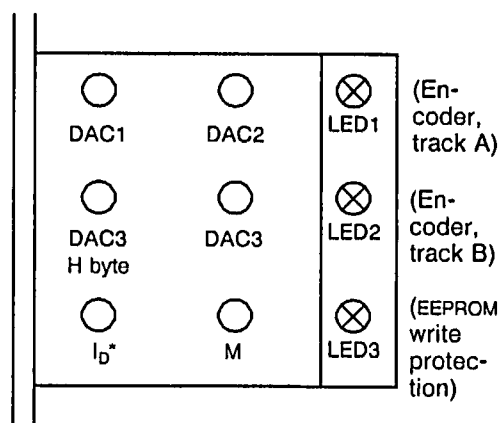 DAC1 DAC2 LED1 (En-
coder,
track A)
DAC3 DAC3 LED2 (En-
H byte coder,
track B)
I_D* M LED3 (EEPROM
write
protec-
tion)